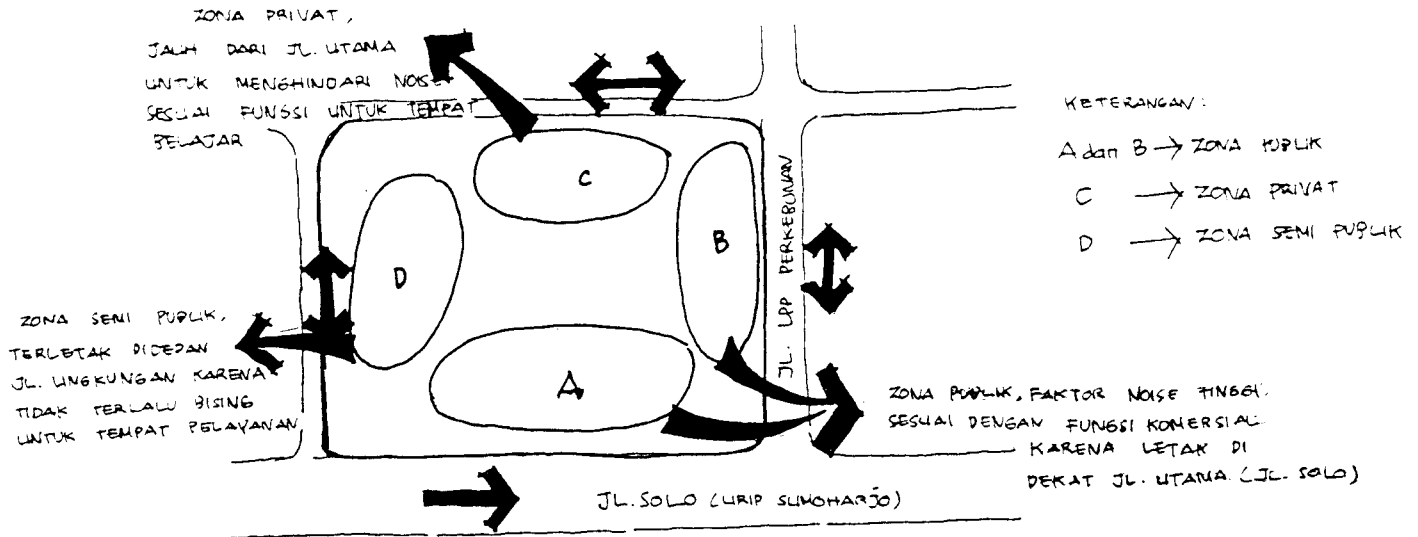 ZONA PRIVAT,
JAUH DARI JL. UTAMA
UNTUK MENGHINDARI NOISE
SESUAI FUNGSI UNTUK TEMPAT
BELAJAR
KETERANGAN:
A dan B → ZONA PUBLIK
C → ZONA PRIVAT
D → ZONA SEMI PUBLIK
C
B
D
A
JL. LPP PERKEBUNAN
ZONA SEMI PUBLIK,
TERLETAK DIDEPAN
JL. LINGKUNGAN KARENA
TIDAK TERLALU BISING
UNTUK TEMPAT PELAYANAN
ZONA PUBLIK, FAKTOR NOISE TINGGI.
SESUAI DENGAN FUNGSI KOMERSIAL
KARENA LETAK DI
DEKAT JL. UTAMA (JL. SOLO)
JL. SOLO (URIP SUMOHARJO)